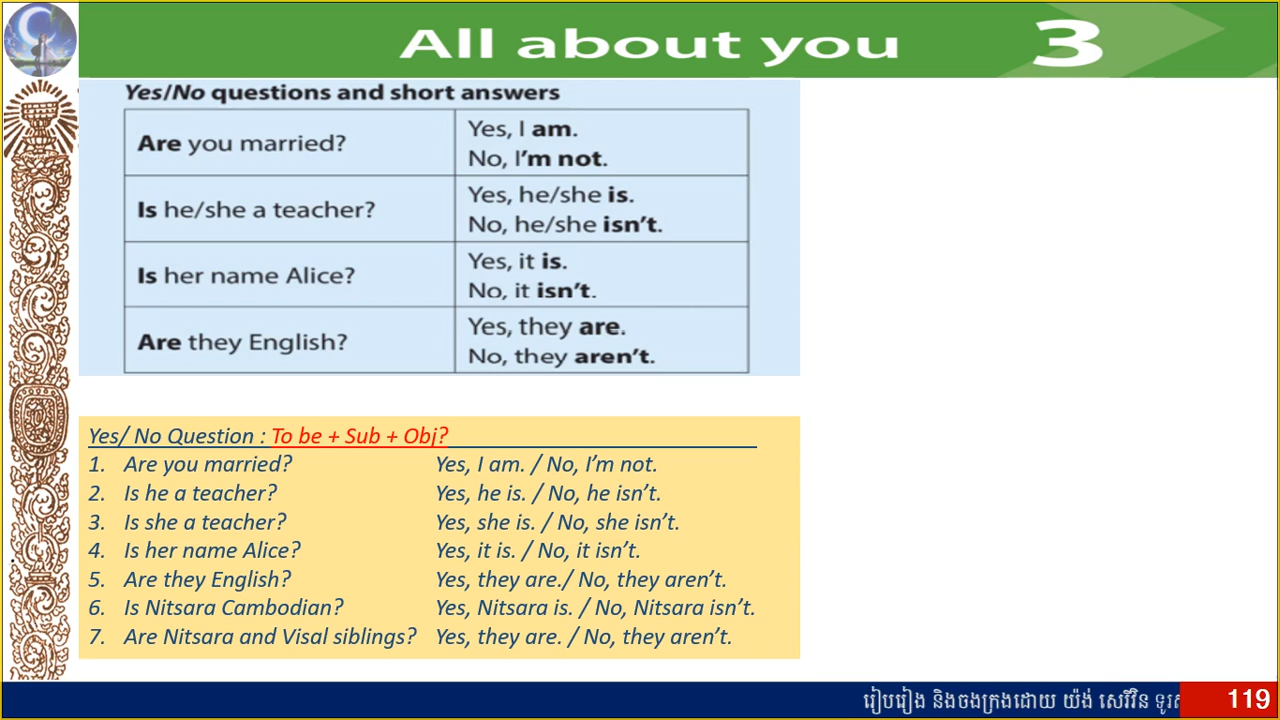 All about you 3
Yes/No questions and short answers
Are you married?
Yes, I am.
No, I'm not.
Is he/she a teacher?
Yes, he/she is.
No, he/she isn't.
Is her name Alice?
Yes, it is.
No, it isn't.
Are they English?
Yes, they are.
No, they aren't.
Yes/ No Question : To be + Sub + Obj?
1. Are you married? Yes, I am. / No, I'm not.
2. Is he a teacher? Yes, he is. / No, he isn't.
3. Is she a teacher? Yes, she is. / No, she isn't.
4. Is her name Alice? Yes, it is. / No, it isn't.
5. Are they English? Yes, they are./ No, they aren't.
6. Is Nitsara Cambodian? Yes, Nitsara is. / No, Nitsara isn't.
7. Are Nitsara and Visal siblings? Yes, they are. / No, they aren't.
រៀបរៀង និងចងក្រងដោយ យ៉ង់ សេរីវិន 119